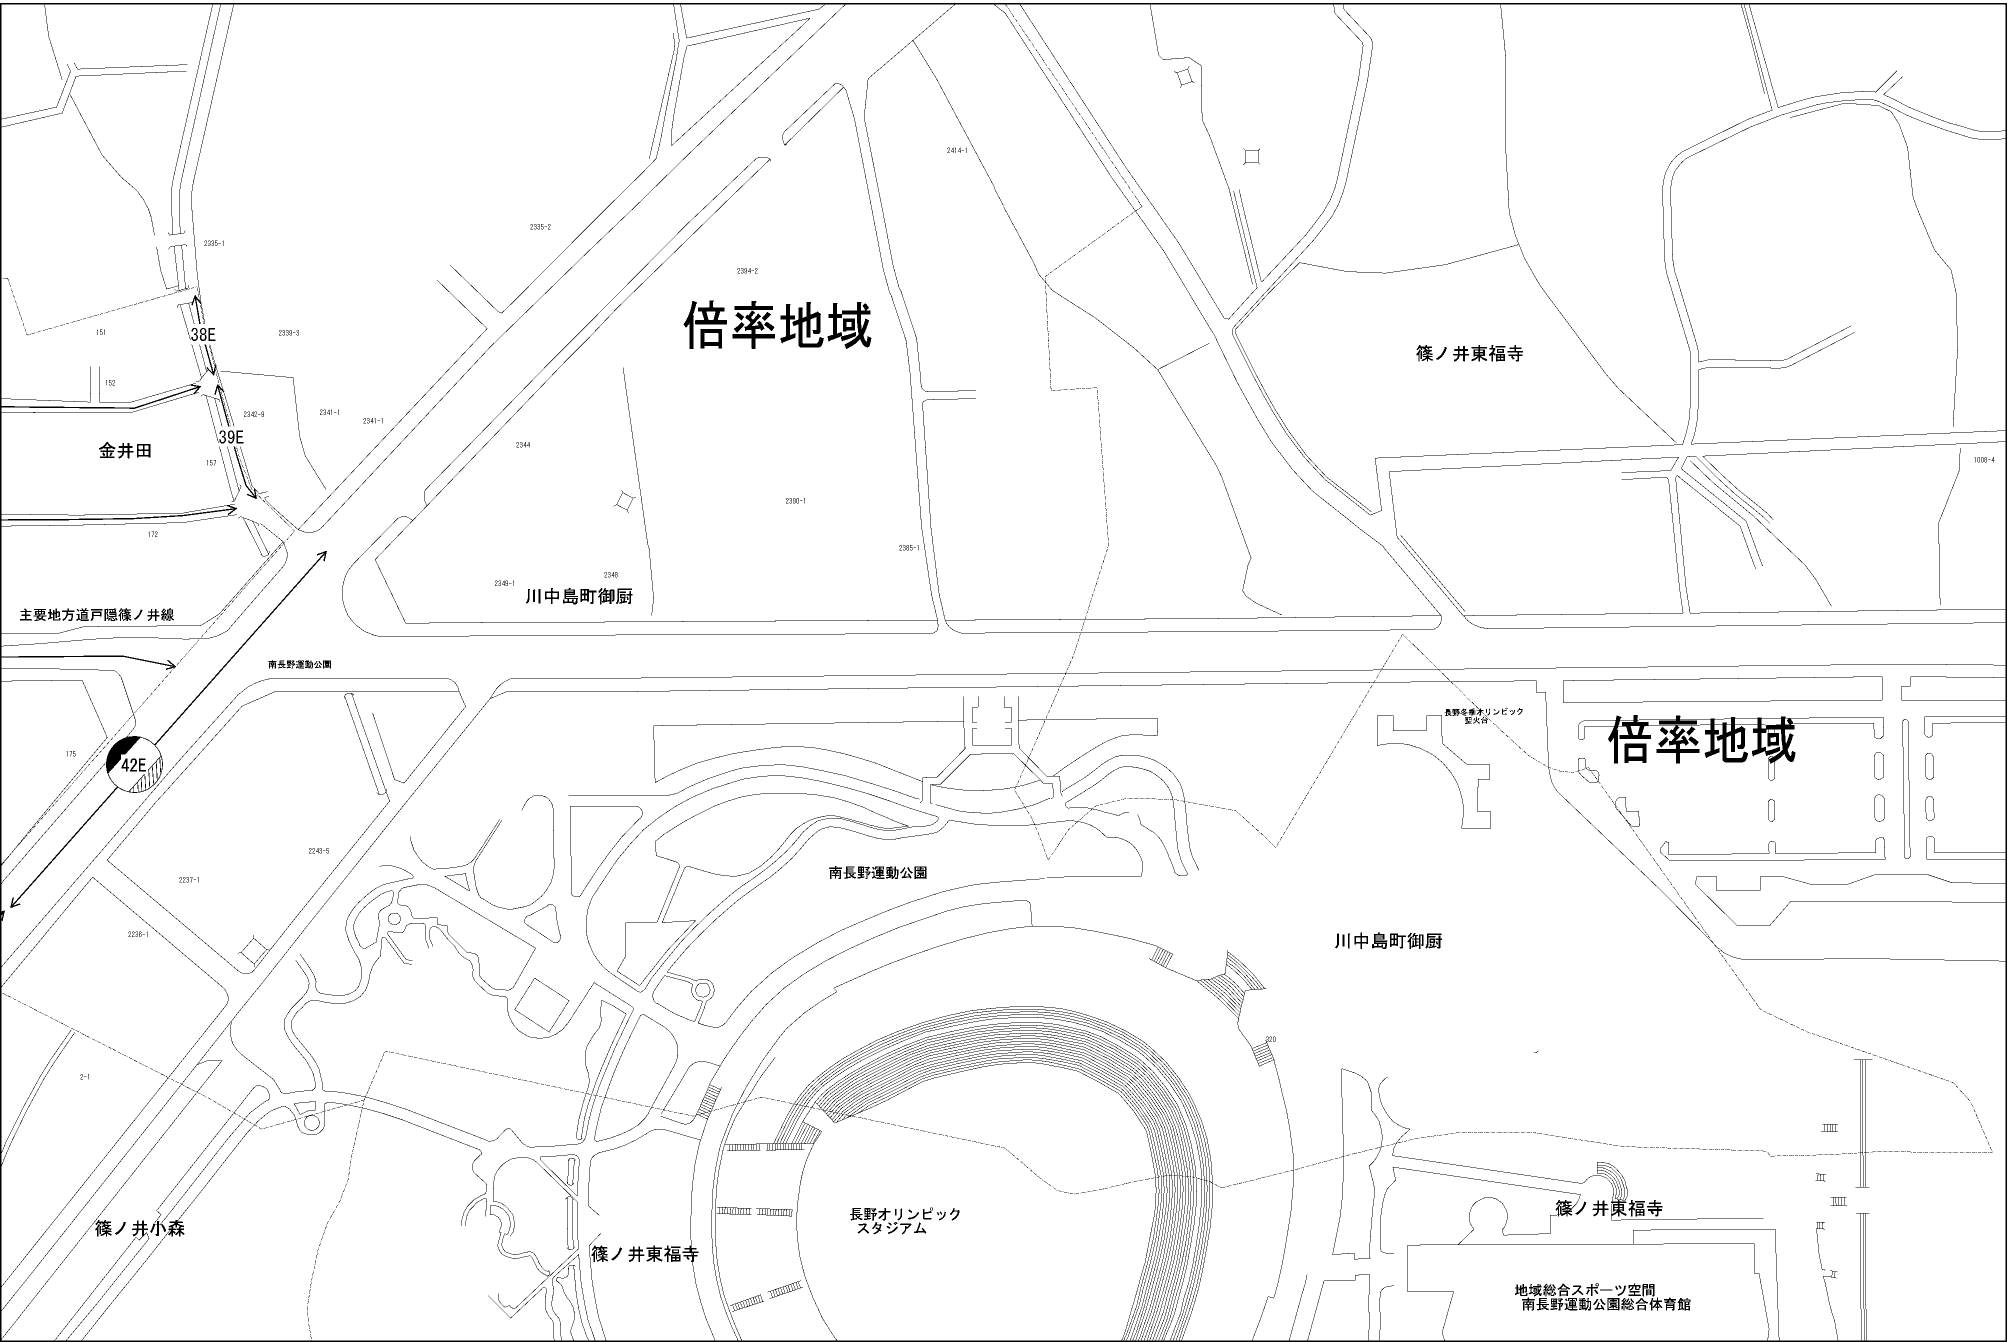 2414-1
2335-2
2335-1
2394-2
倍率地域
151
38E
2339-3
篠ノ井東福寺
152
2342-9
2341-1
2341-1
金井田
39E
2344
157
1008-4
2390-1
172
2385-1
2349-1
2348
川中島町御厨
主要地方道戸隠篠ノ井線
南長野運動公園
長野冬季オリンピック
聖火台
倍率地域
175
42E
2243-5
2237-1
南長野運動公園
2236-1
川中島町御厨
320
2-1
篠ノ井小森
篠ノ井東福寺
長野オリンピック
スタジアム
篠ノ井東福寺
地域総合スポーツ空間
南長野運動公園総合体育館